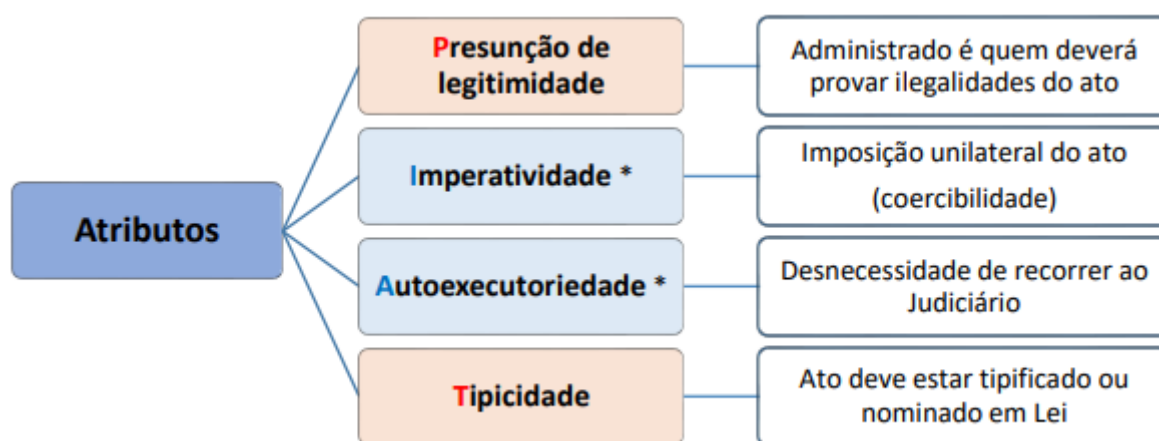 Presunção de
legitimidade
Administrado é quem deverá
provar ilegalidades do ato
Imperatividade *
Imposição unilateral do ato
(coercibilidade)
Atributos
Autoexecutoriedade *
Desnecessidade de recorrer ao
Judiciário
Tipicidade
Ato deve estar tipificado ou
nominado em Lei